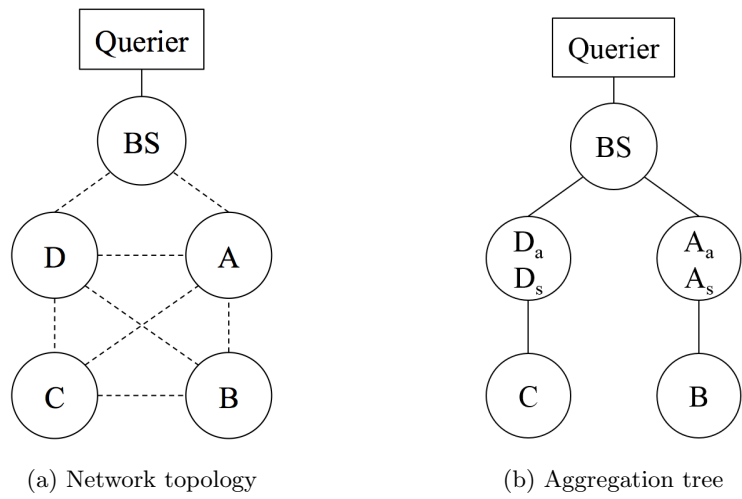 Querier
BS
D
A
C
B
(a) Network topology
Querier
BS
Dₐ
Dₛ
Aₐ
Aₛ
C
B
(b) Aggregation tree